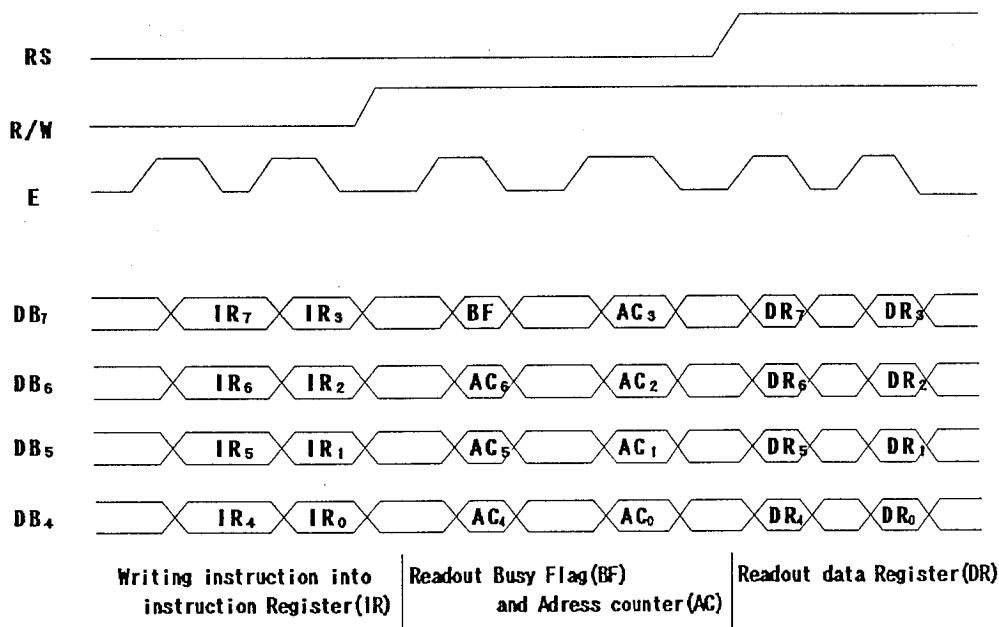 RS
R/W
E
DB₇ IR₇ IR₃ BF AC₃ DR₇ DR₃
DB₆ IR₆ IR₂ AC₆ AC₂ DR₆ DR₂
DB₅ IR₅ IR₁ AC₅ AC₁ DR₅ DR₁
DB₄ IR₄ IR₀ AC₄ AC₀ DR₄ DR₀
Writing instruction into
instruction Register(IR)
Readout Busy Flag(BF)
and Adress counter(AC)
Readout data Register(DR)